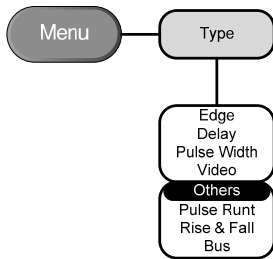 Menu
Type
Edge
Delay
Pulse Width
Video
Others
Pulse Runt
Rise & Fall
Bus